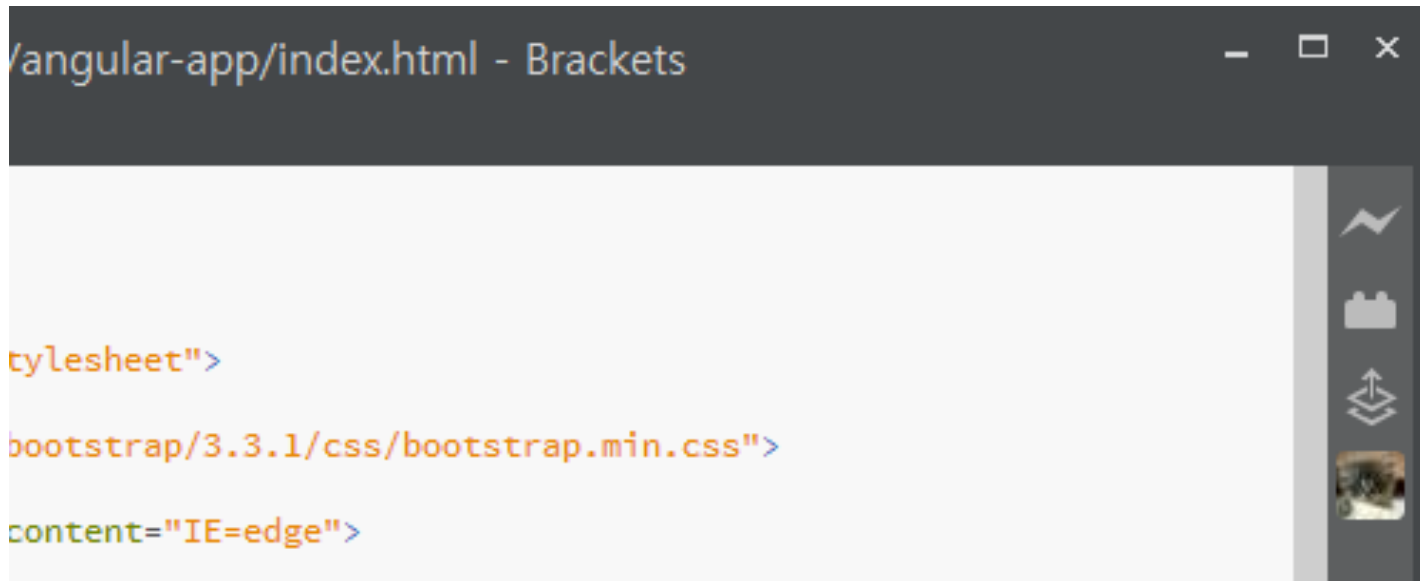 /angular-app/index.html - Brackets
tylesheet">
bootstrap/3.3.1/css/bootstrap.min.css">
content="IE=edge">